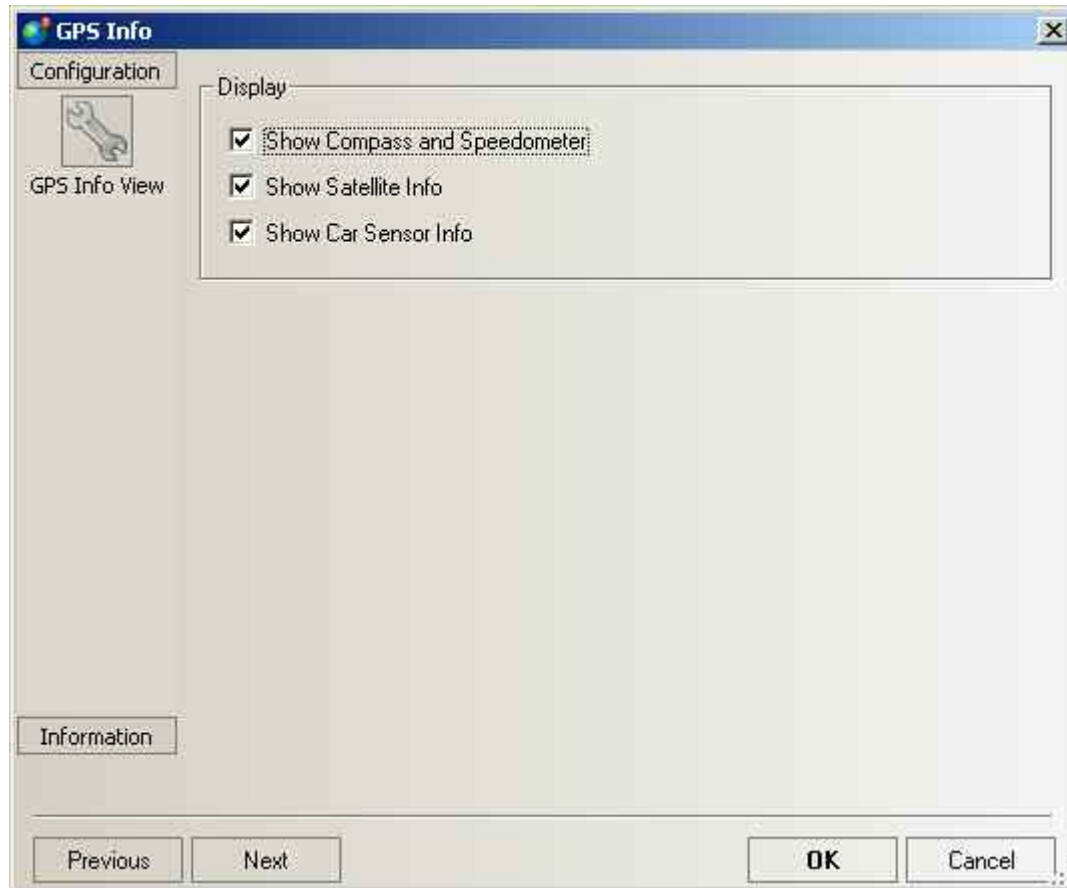 GPS Info
Configuration
GPS Info View
Display
Show Compass and Speedometer
Show Satellite Info
Show Car Sensor Info
Information
Previous
Next
OK
Cancel